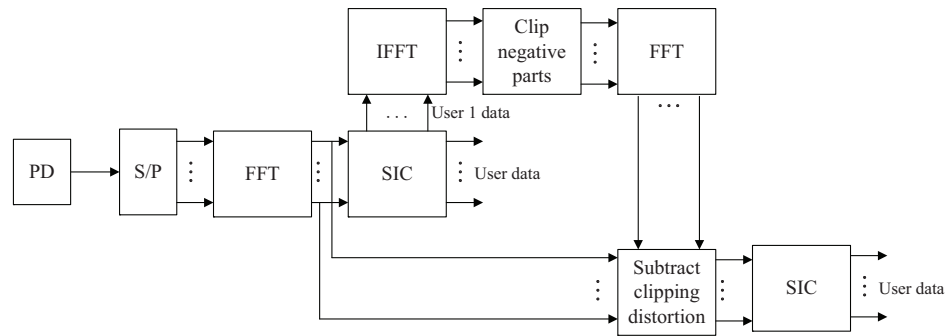 IFFT
Clip
negative
parts
FFT
User 1 data
PD
S/P
FFT
SIC
User data
Subtract
clipping
distortion
SIC
User data